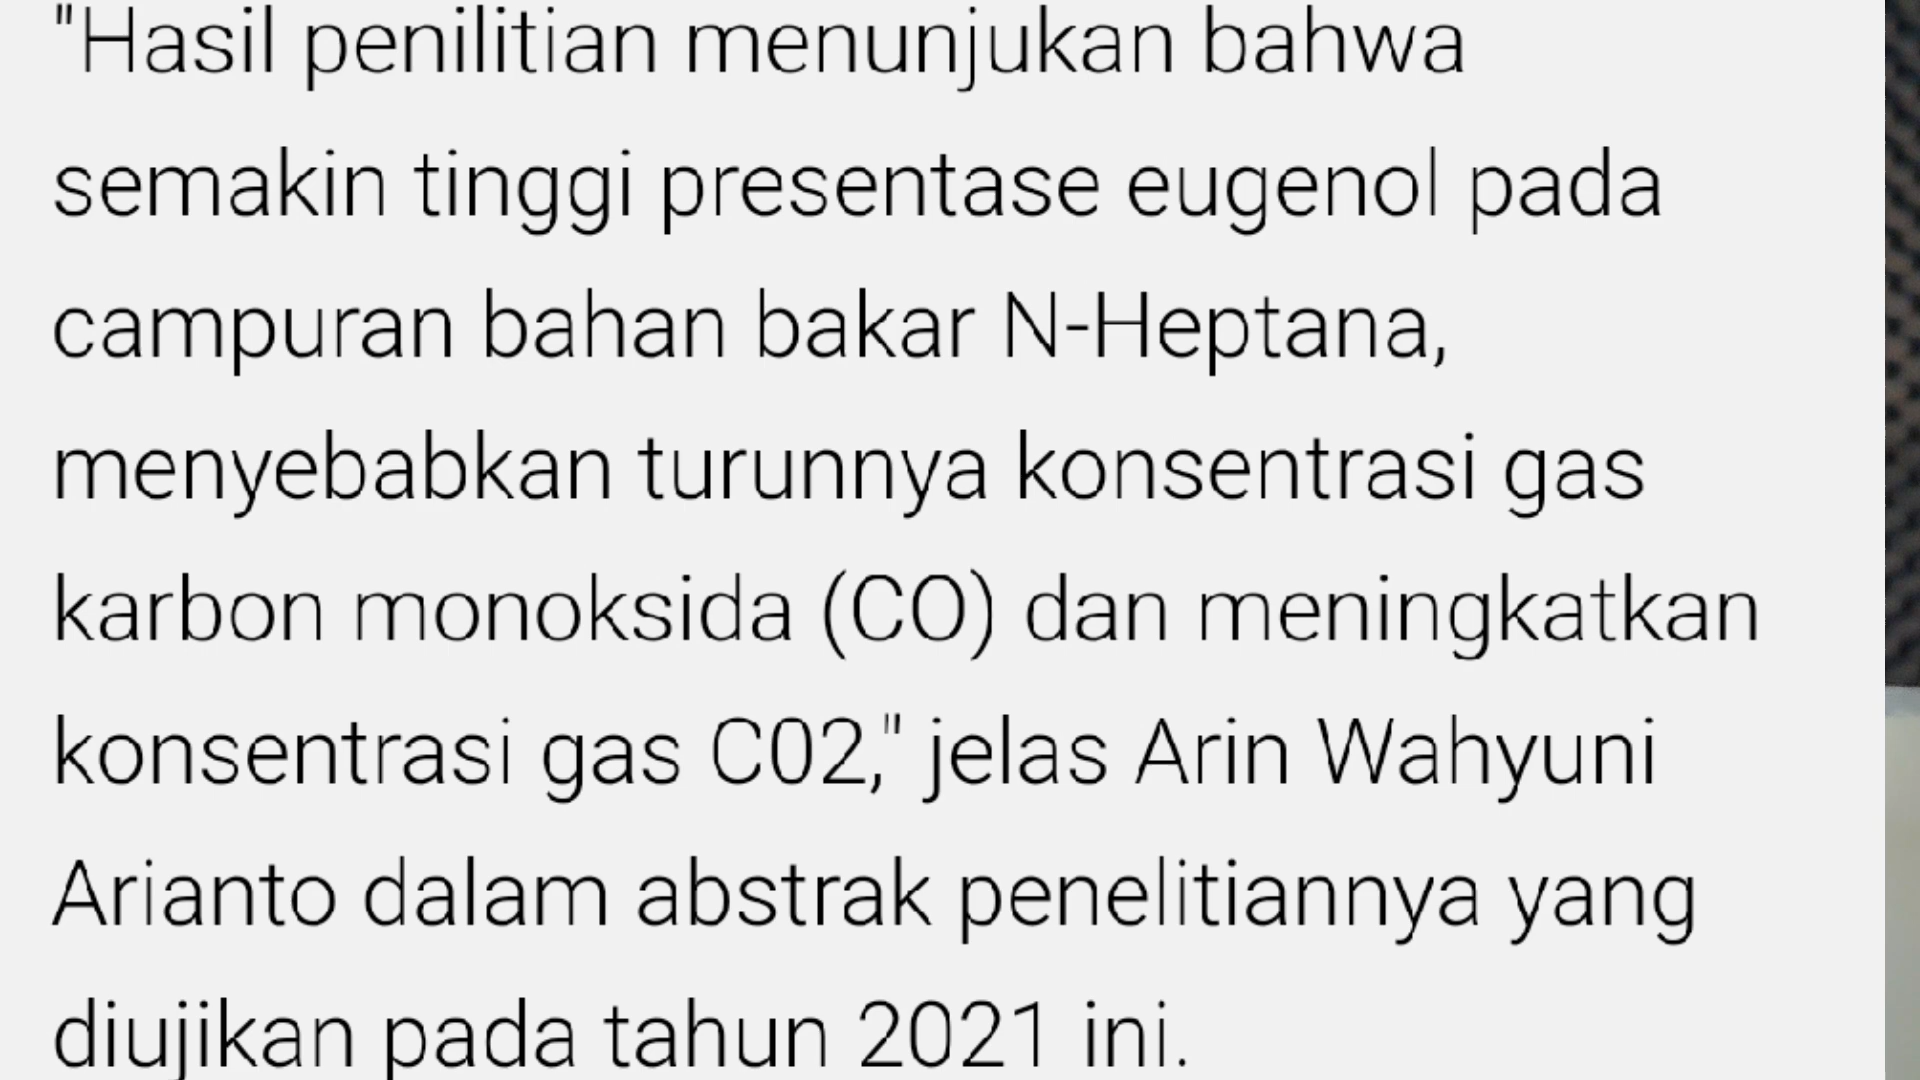 "Hasil penilitian menunjukan bahwa
semakin tinggi presentase eugenol pada
campuran bahan bakar N-Heptana,
menyebabkan turunnya konsentrasi gas
karbon monoksida (CO) dan meningkatkan
konsentrasi gas C02," jelas Arin Wahyuni
Arianto dalam abstrak penelitiannya yang
diujikan pada tahun 2021 ini.